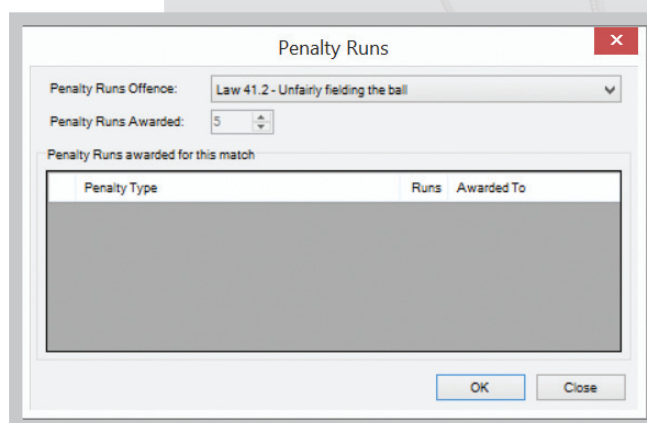 Penalty Runs
Penalty Runs Offence: Law 41.2 - Unfairly fielding the ball
Penalty Runs Awarded: 5
Penalty Runs awarded for this match
Penalty Type Runs Awarded To
OK Close